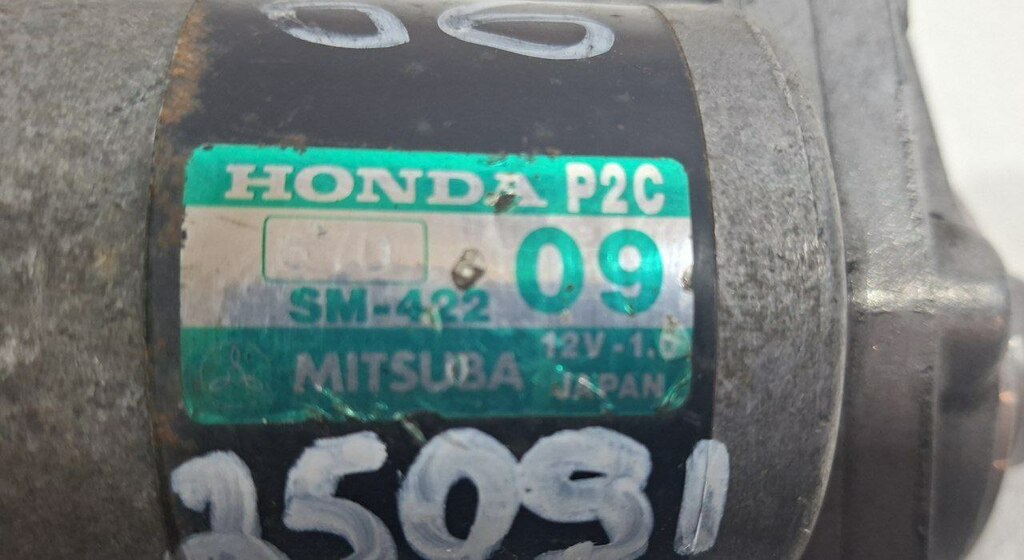 HONDA P2C
09
SM-422
12V-1.0
MITSUBA
JAPAN